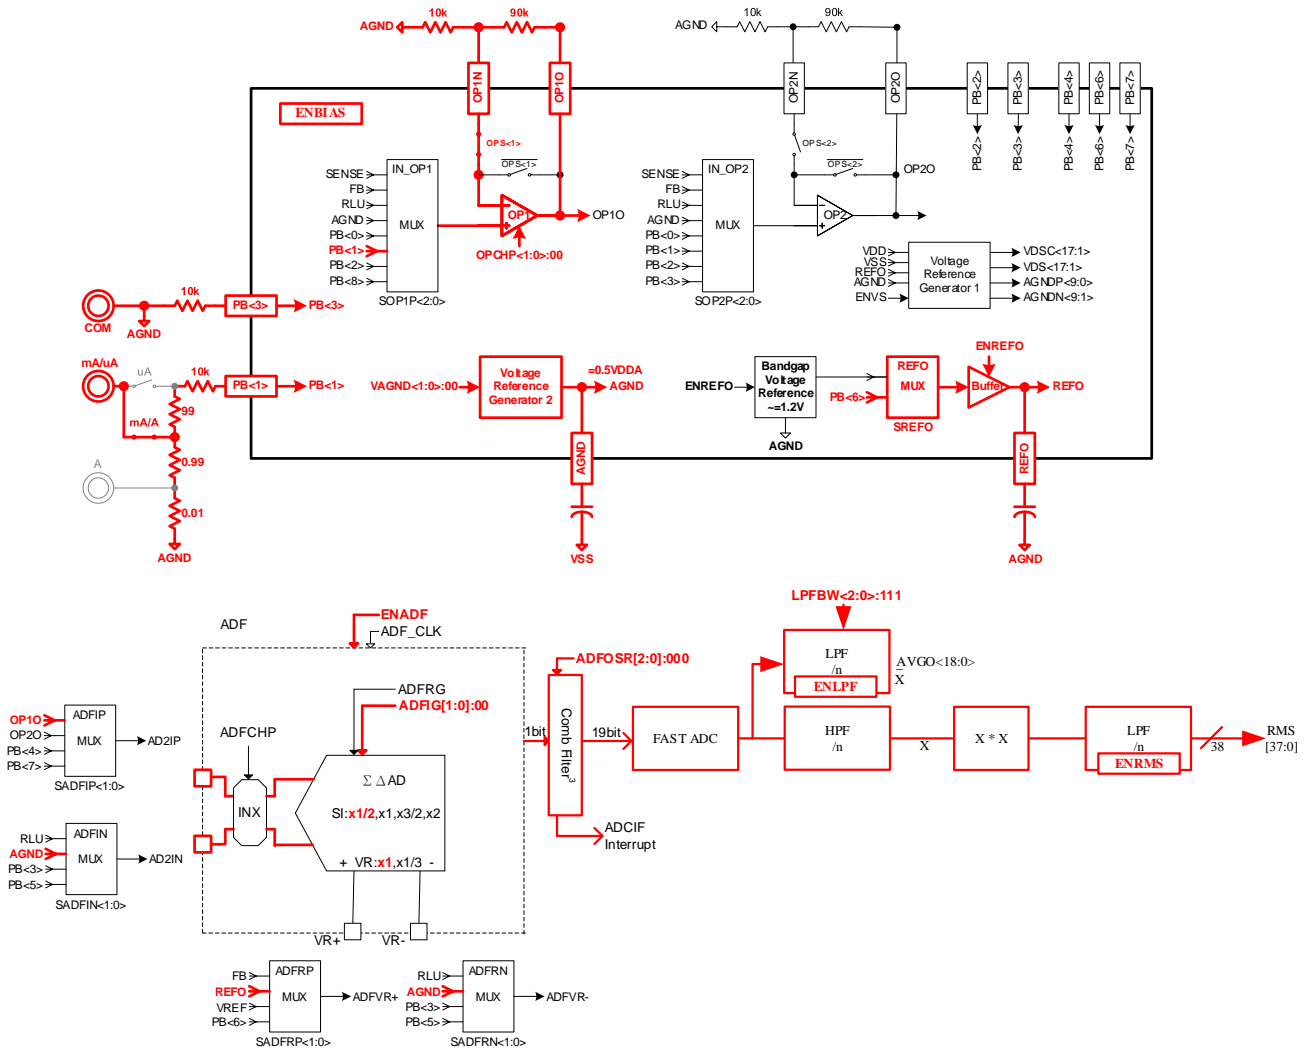 10k
90k
AGND
10k
90k
AGND
OP1N
OP1O
OP2N
OP2O
PB<2>
PB<3>
PB<4>
PB<6>
PB<7>
ENBIAS
OPS<1>
OPS<1>
OPS<2>
OPS<2>
PB<2>
PB<3>
PB<4>
PB<6>
PB<7>
IN_OP1
MUX
SENSE
FB
RLU
AGND
PB<0>
PB<1>
PB<2>
PB<8>
SOP1P<2:0>
OP1
OP1O
OPCHP<1:0>:00
IN_OP2
MUX
SENSE
FB
RLU
AGND
PB<0>
PB<1>
PB<2>
PB<3>
SOP2P<2:0>
OP2
OP2O
VDD
VSS
REFO
AGND
ENVS
Voltage
Reference
Generator 1
VDSC<17:1>
VDS<17:1>
AGNDP<9:0>
AGNDN<9:1>
COM
AGND
10k
PB<3>
PB<3>
mA/uA
uA
10k
PB<1>
PB<1>
99
mA/A
0.99
A
0.01
AGND
VAGND<1:0>:00
Voltage
Reference
Generator 2
=0.5VDDA
AGND
AGND
VSS
ENREFO
Bandgap
Voltage
Reference
~=1.2V
AGND
PB<6>
REFO
MUX
SREFO
ENREFO
Buffer
REFO
REFO
AGND
ADF
ENADF
ADF_CLK
ADFRG
ADFIG[1:0]:00
ADFCHP
INX
Σ Δ AD
SI:x1/2,x1,x3/2,x2
+ VR:x1,x1/3 -
VR+
VR-
OP1O
OP2O
PB<4>
PB<7>
ADFIP
MUX
SADFIP<1:0>
AD2IP
RLU
AGND
PB<3>
PB<5>
ADFIN
MUX
SADFIN<1:0>
AD2IN
FB
REFO
VREF
PB<6>
ADFRP
MUX
SADFRP<1:0>
ADFVR+
RLU
AGND
PB<3>
PB<5>
ADFRN
MUX
SADFRN<1:0>
ADFVR-
1bit
ADFOSR[2:0]:000
Comb Filter³
ADCIF
Interrupt
19bit
FAST ADC
LPFBW<2:0>:111
LPF
/n
ENLPF
AVGO<18:0>
X
HPF
/n
X
X * X
LPF
/n
ENRMS
38
RMS
[37:0]